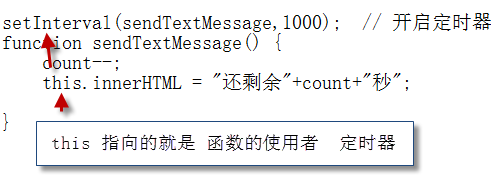 setInterval(sendTextMessage,1000);  // 开启定时器
function sendTextMessage() {
    count--;
    this.innerHTML = "还剩余"+count+"秒";
}
this 指向的就是 函数的使用者  定时器